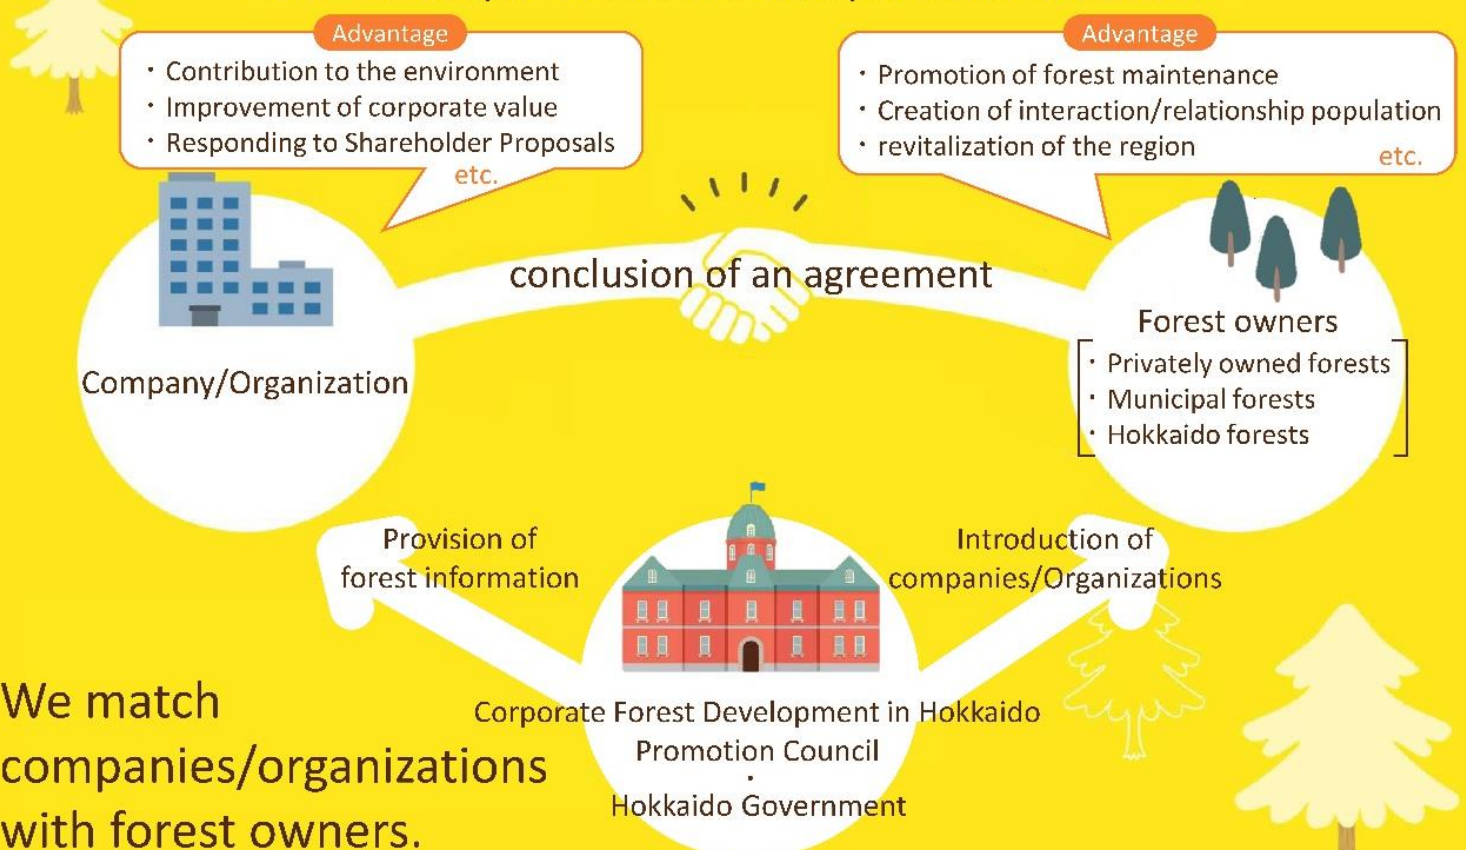 Advantage
・Contribution to the environment
・Improvement of corporate value
・Responding to Shareholder Proposals
etc.
Advantage
・Promotion of forest maintenance
・Creation of interaction/relationship population
・revitalization of the region
etc.
conclusion of an agreement
Company/Organization
Forest owners
・Privately owned forests
・Municipal forests
・Hokkaido forests
Provision of
forest information
Introduction of
companies/Organizations
Corporate Forest Development in Hokkaido
Promotion Council
・
Hokkaido Government
We match
companies/organizations
with forest owners.